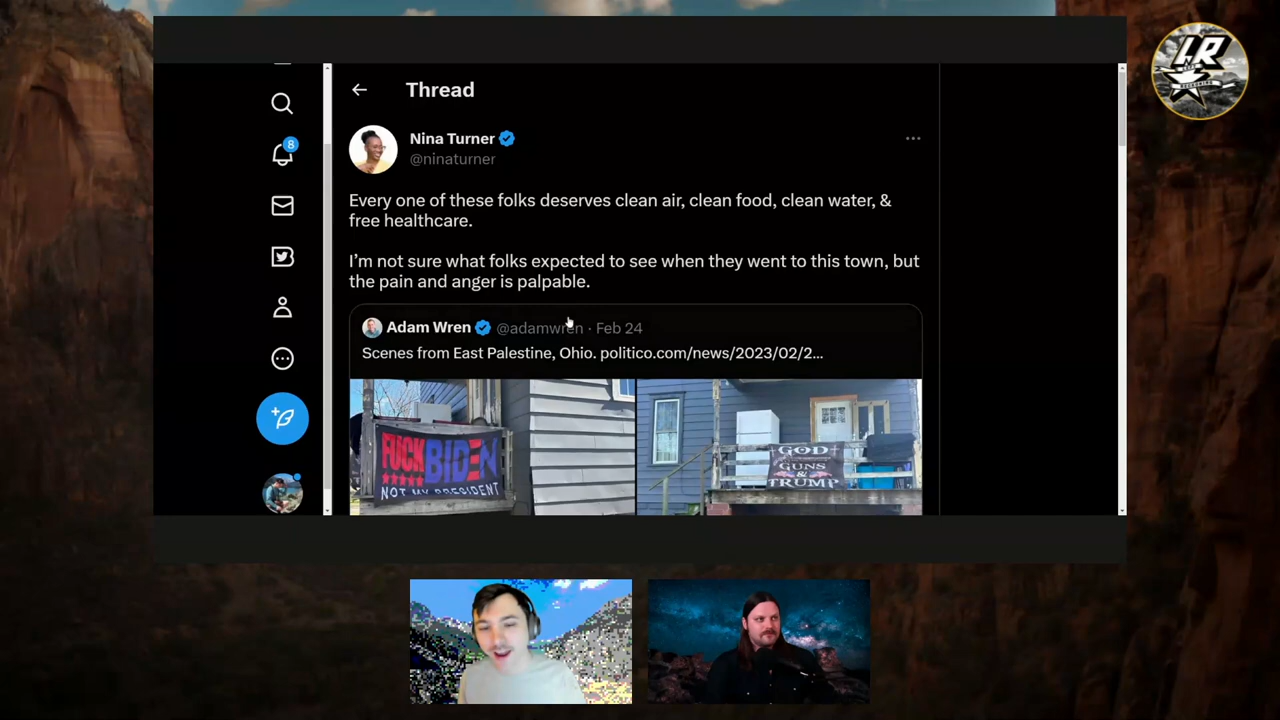 LR
Thread
8
Nina Turner
@ninaturner
Every one of these folks deserves clean air, clean food, clean water, &
free healthcare.
I’m not sure what folks expected to see when they went to this town, but
the pain and anger is palpable.
Adam Wren @adamwren · Feb 24
Scenes from East Palestine, Ohio. politico.com/news/2023/02/2...
FUCK BIDEN
NOT MY PRESIDENT
GOD
GUNS
&
TRUMP